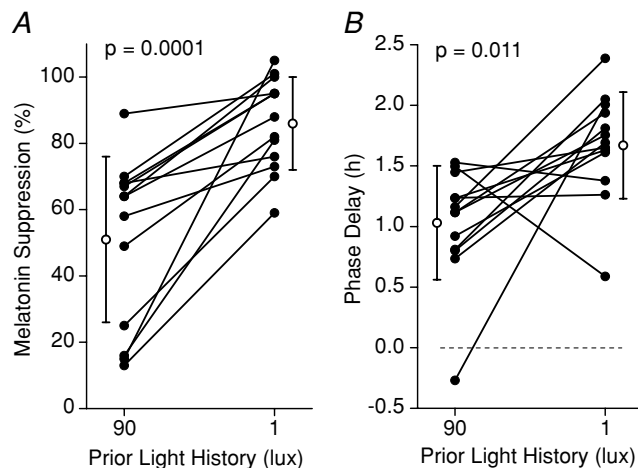 A
p = 0.0001
Melatonin Suppression (%)
100
80
60
40
20
0
90
1
Prior Light History (lux)
B
p = 0.011
Phase Delay (h)
2.5
2.0
1.5
1.0
0.5
0.0
-0.5
90
1
Prior Light History (lux)